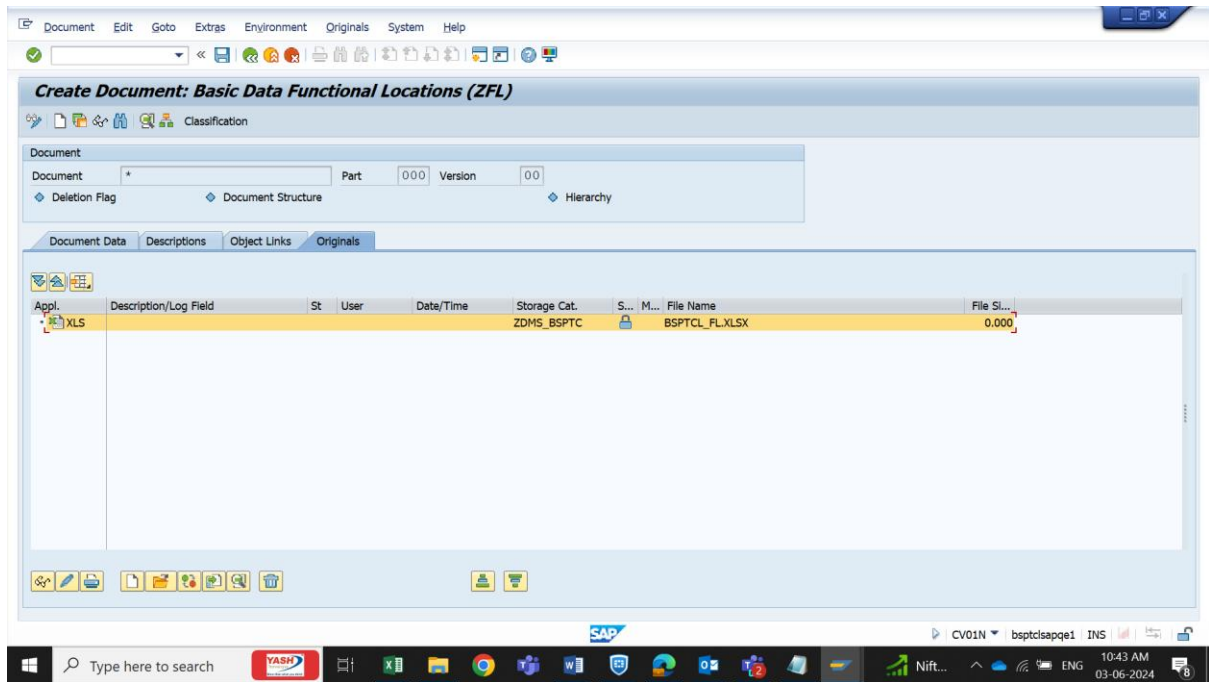 Document Edit Goto Extras Environment Originals System Help
Create Document: Basic Data Functional Locations (ZFL)
Classification
Document
Document * Part 000 Version 00
Deletion Flag Document Structure Hierarchy
Document Data Descriptions Object Links Originals
Appl. Description/Log Field St User Date/Time Storage Cat. S... M... File Name File Si...
XLS ZDMS_BSPTC BSPTCL_FL.XLSX 0.000
SAP
CV01N bsptclsapqe1 INS
Type here to search YASH Nift... ENG 10:43 AM
03-06-2024
2
8